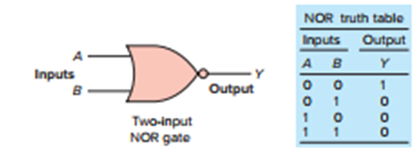 A
Inputs
B
Y
Output
Two-input
NOR gate
NOR truth table
Inputs Output
A B Y
0 0 1
0 1 0
1 0 0
1 1 0